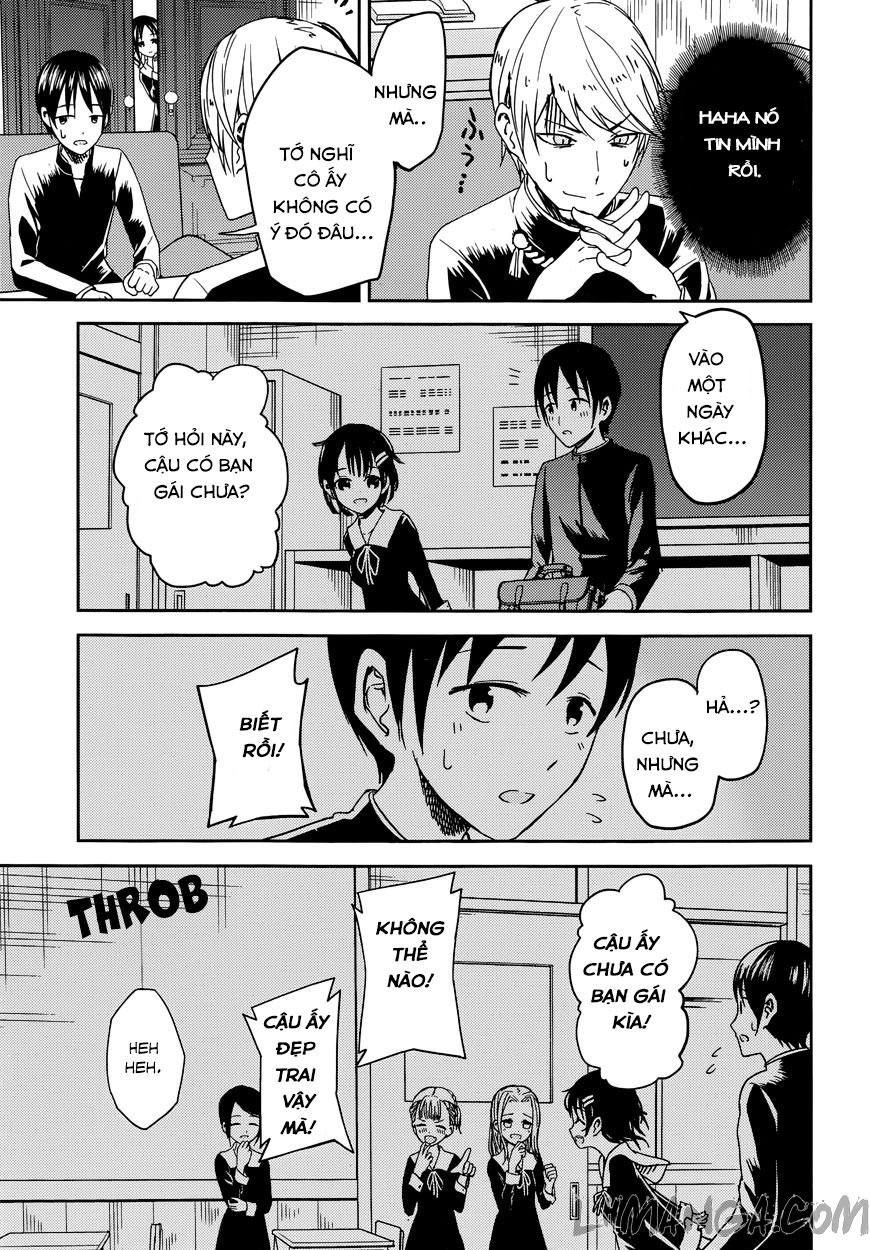 HAHA NÓ
TIN MÌNH
RỒI.
ふぅ…
NHƯNG
MÀ..
TỚ NGHĨ
CÔ ẤY
KHÔNG CÓ
Ý ĐÓ ĐÂU...
VÀO
MỘT
NGÀY
KHÁC...
TỚ HỎI NÀY,
CẬU CÓ BẠN
GÁI CHƯA?
HẢ...?
CHƯA,
NHƯNG
MÀ...
BIẾT
RỒI!
CẬU ẤY
CHƯA CÓ
BẠN GÁI
KÌA!
KHÔNG
THỂ
NÀO!
CẬU ẤY
ĐẸP
TRAI
VẬY
MÀ!
THROB
HEH
HEH.
LHMANGA.COM